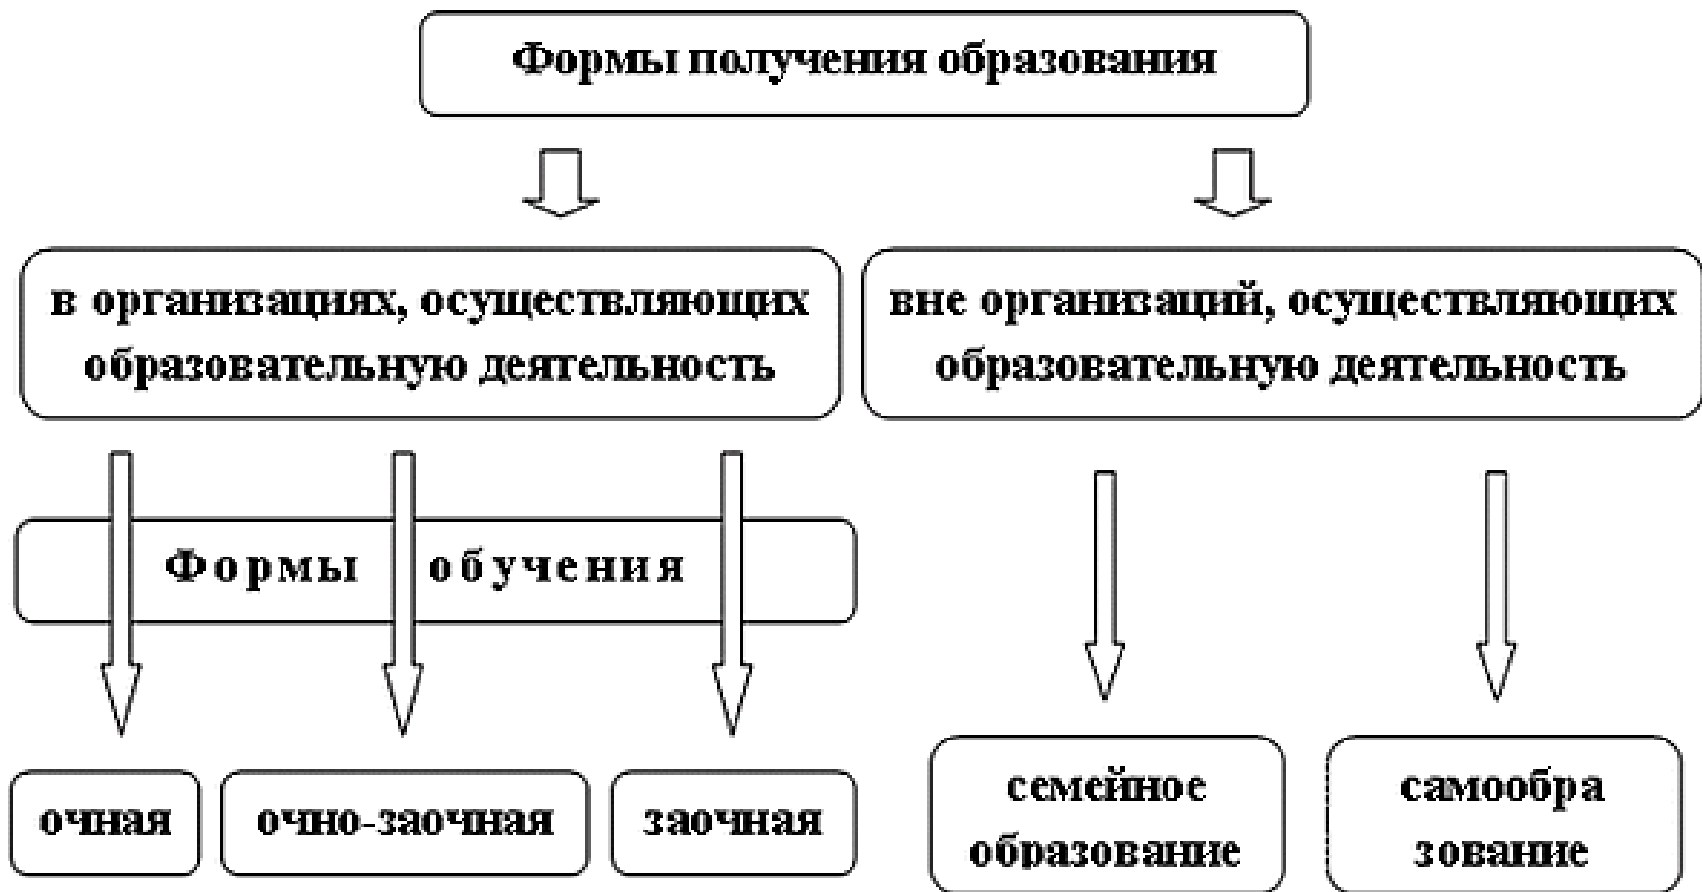 Формы получения образования
в организациях, осуществляющих
образовательную деятельность
вне организаций, осуществляющих
образовательную деятельность
Формы обучения
очная
очно-заочная
заочная
семейное
образование
самообра
зование